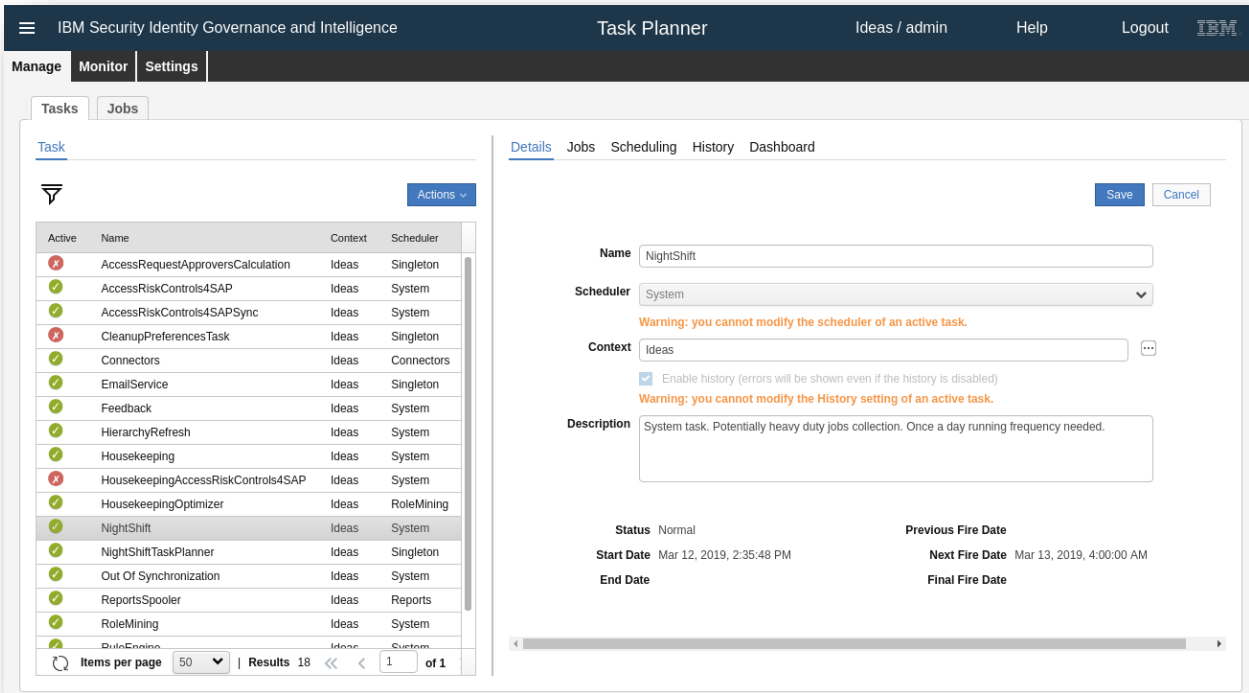 IBM Security Identity Governance and Intelligence Task Planner Ideas / admin Help Logout IBM
Manage Monitor Settings
Tasks Jobs
Task
Actions
Active Name Context Scheduler
AccessRequestApproversCalculation Ideas Singleton
AccessRiskControls4SAP Ideas System
AccessRiskControls4SAPSync Ideas System
CleanupPreferencesTask Ideas Singleton
Connectors Ideas Connectors
EmailService Ideas Singleton
Feedback Ideas System
HierarchyRefresh Ideas System
Housekeeping Ideas System
HousekeepingAccessRiskControls4SAP Ideas System
HousekeepingOptimizer Ideas RoleMining
NightShift Ideas System
NightShiftTaskPlanner Ideas Singleton
Out Of Synchronization Ideas System
ReportsSpooler Ideas Reports
RoleMining Ideas System
RuleEngine Ideas System
Items per page 50 | Results 18 1 of 1
Details Jobs Scheduling History Dashboard
Save Cancel
Name NightShift
Scheduler System
Warning: you cannot modify the scheduler of an active task.
Context Ideas ...
Enable history (errors will be shown even if the history is disabled)
Warning: you cannot modify the History setting of an active task.
Description System task. Potentially heavy duty jobs collection. Once a day running frequency needed.
Status Normal Previous Fire Date
Start Date Mar 12, 2019, 2:35:48 PM Next Fire Date Mar 13, 2019, 4:00:00 AM
End Date Final Fire Date